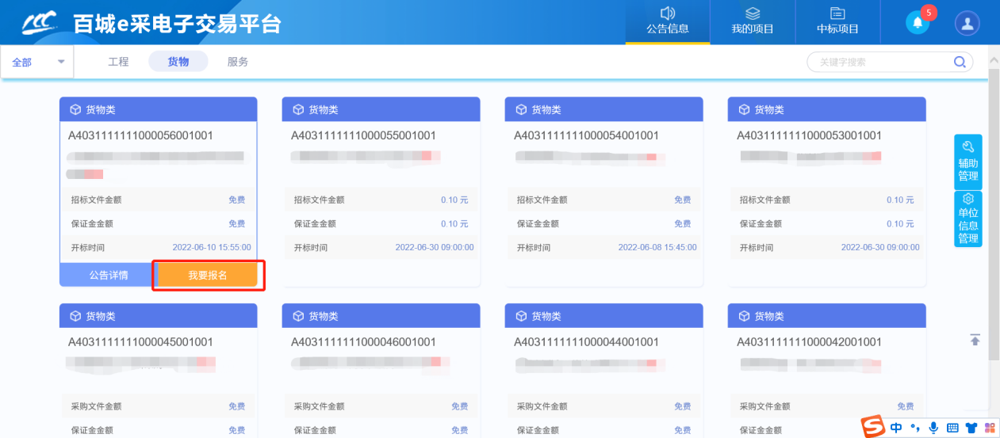 百城e采电子交易平台
公告信息
我的项目
中标项目
5
全部
工程
货物
服务
关键字搜索
货物类
A4031111111000056001001
招标文件金额 免费
保证金金额 免费
开标时间 2022-06-10 15:55:00
公告详情
我要报名
货物类
A4031111111000055001001
招标文件金额 0.10 元
保证金金额 0.10 元
开标时间 2022-06-30 09:00:00
货物类
A4031111111000054001001
招标文件金额 免费
保证金金额 免费
开标时间 2022-06-08 15:45:00
货物类
A4031111111000053001001
招标文件金额 0.10 元
保证金金额 0.10 元
开标时间 2022-06-30 09:00:00
辅助
管理
单位
信息
管理
货物类
A4031111111000045001001
采购文件金额 免费
保证金金额 免费
货物类
A4031111111000046001001
采购文件金额 免费
保证金金额 免费
货物类
A4031111111000044001001
采购文件金额 免费
保证金金额 免费
货物类
A4031111111000042001001
采购文件金额 免费
保证金金额
中